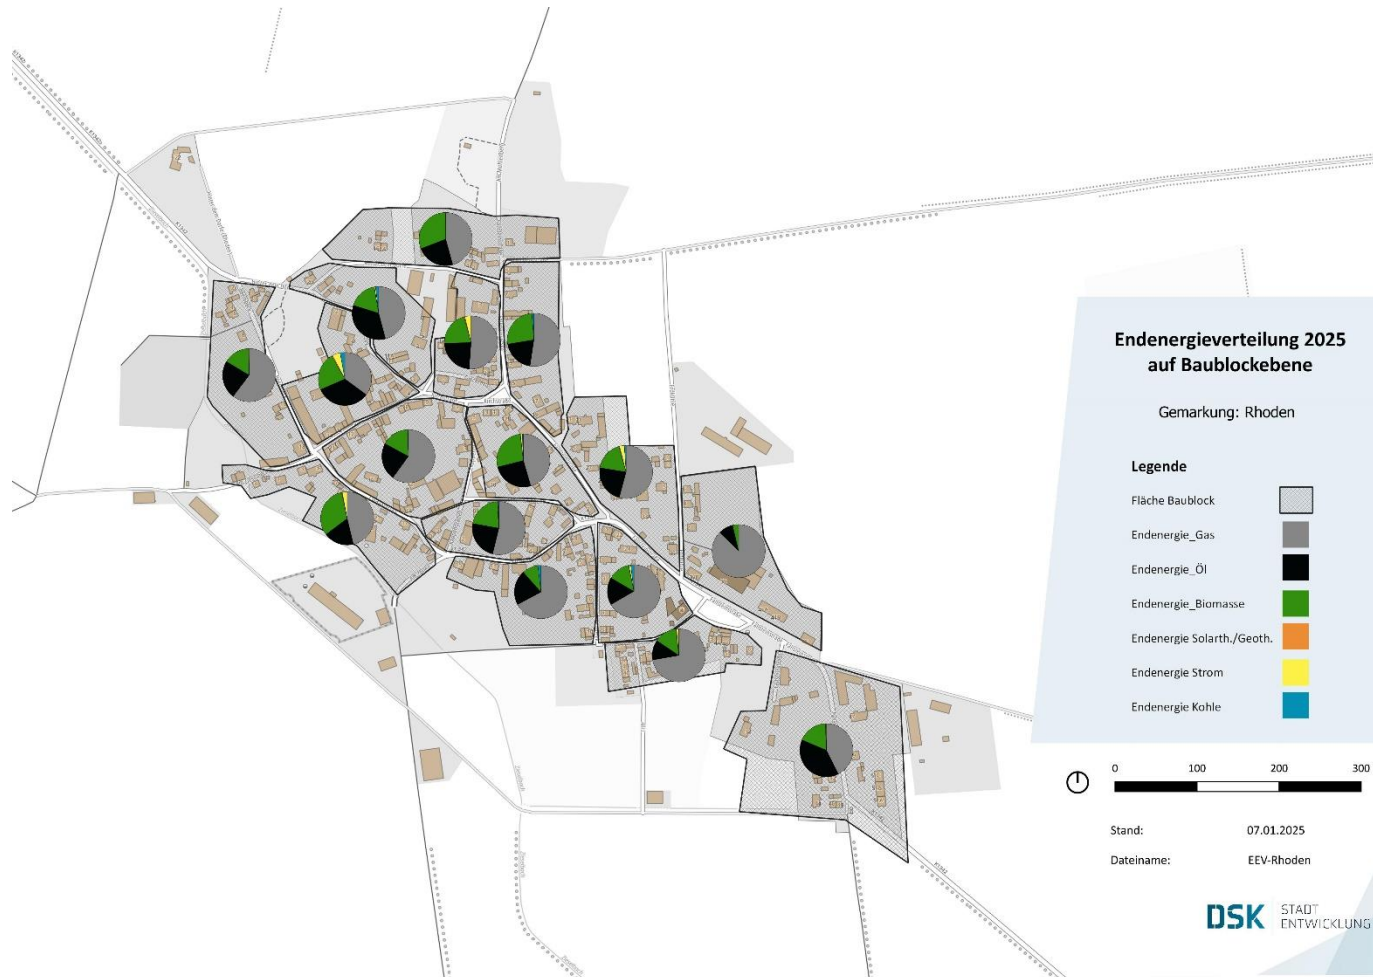 Endenergieverteilung 2025
auf Baublockebene
Gemarkung: Rhoden
Legende
Fläche Baublock
Endenergie_Gas
Endenergie_Öl
Endenergie_Biomasse
Endenergie Solarth./Geoth.
Endenergie Strom
Endenergie Kohle
0 100 200 300
Stand: 07.01.2025
Dateiname: EEV-Rhoden
DSK STADT
ENTWICKLUNG